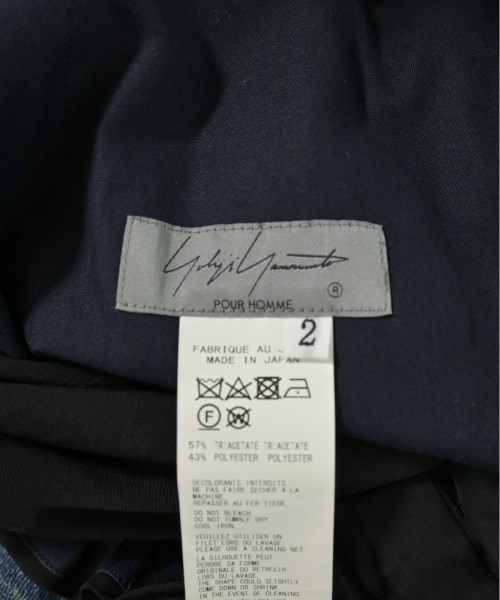 Yohji Yamamoto
®
POUR HOMME
2
FABRIQUE AU J
MADE IN JAPAN
F W
57% TRIACETATE TRIACETATE
43% POLYESTER POLYESTER
DECOLORANTS INTERDITS.
NE PAS FAIRE SECHER A LA
MACHINE.
REPASSER AU FER TIEDE.
DO NOT BLEACH.
DO NOT TUMBLE DRY.
COOL IRON.
VEUILLEZ UTILISER UN
FILET LORS DU LAVAGE.
PLEASE USE A CLEANING NET.
LA SILHOUETTE PEUT
PERDRE SA FORME
ORIGINALE OU RETRECIR
LORS DU LAVAGE.
THE SHAPE COULD SLIGHTLY
COME DOWN OR SHRINK
IN THE EVENT OF CLEANING